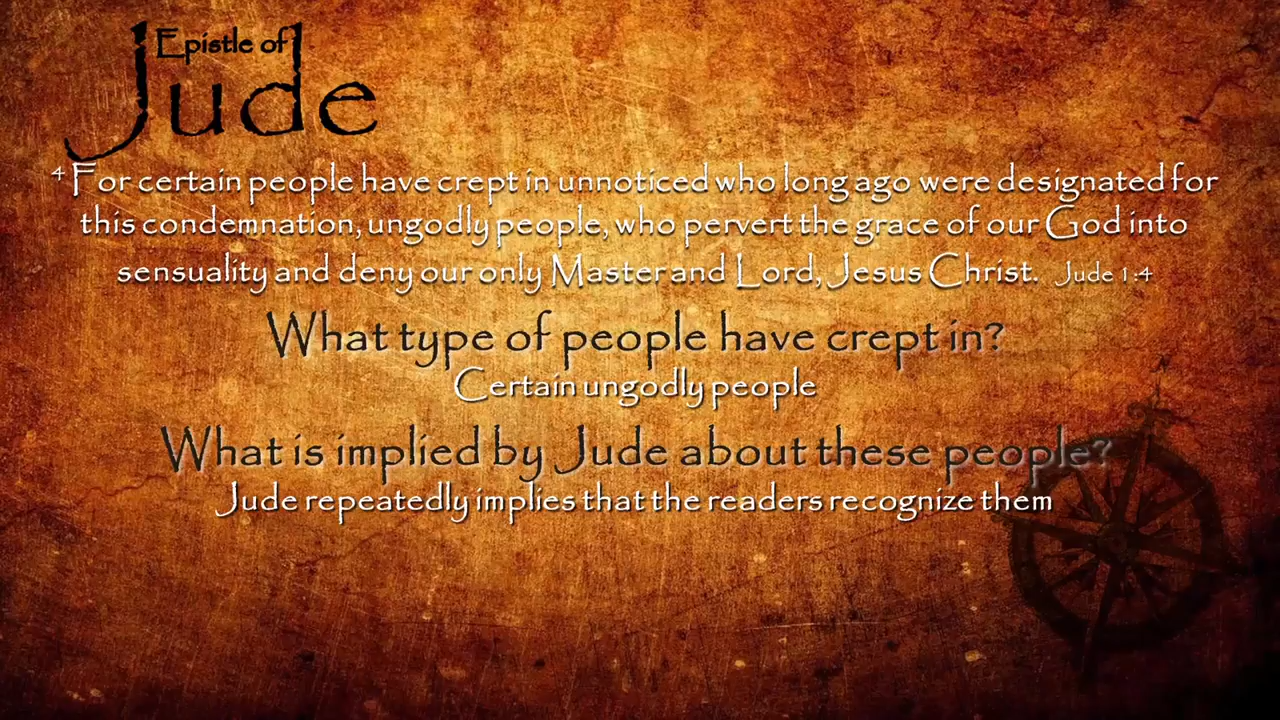 Epistle of
Jude
⁴ For certain people have crept in unnoticed who long ago were designated for
this condemnation, ungodly people, who pervert the grace of our God into
sensuality and deny our only Master and Lord, Jesus Christ. Jude 1:4
What type of people have crept in?
Certain ungodly people
What is implied by Jude about these people?
Jude repeatedly implies that the readers recognize them